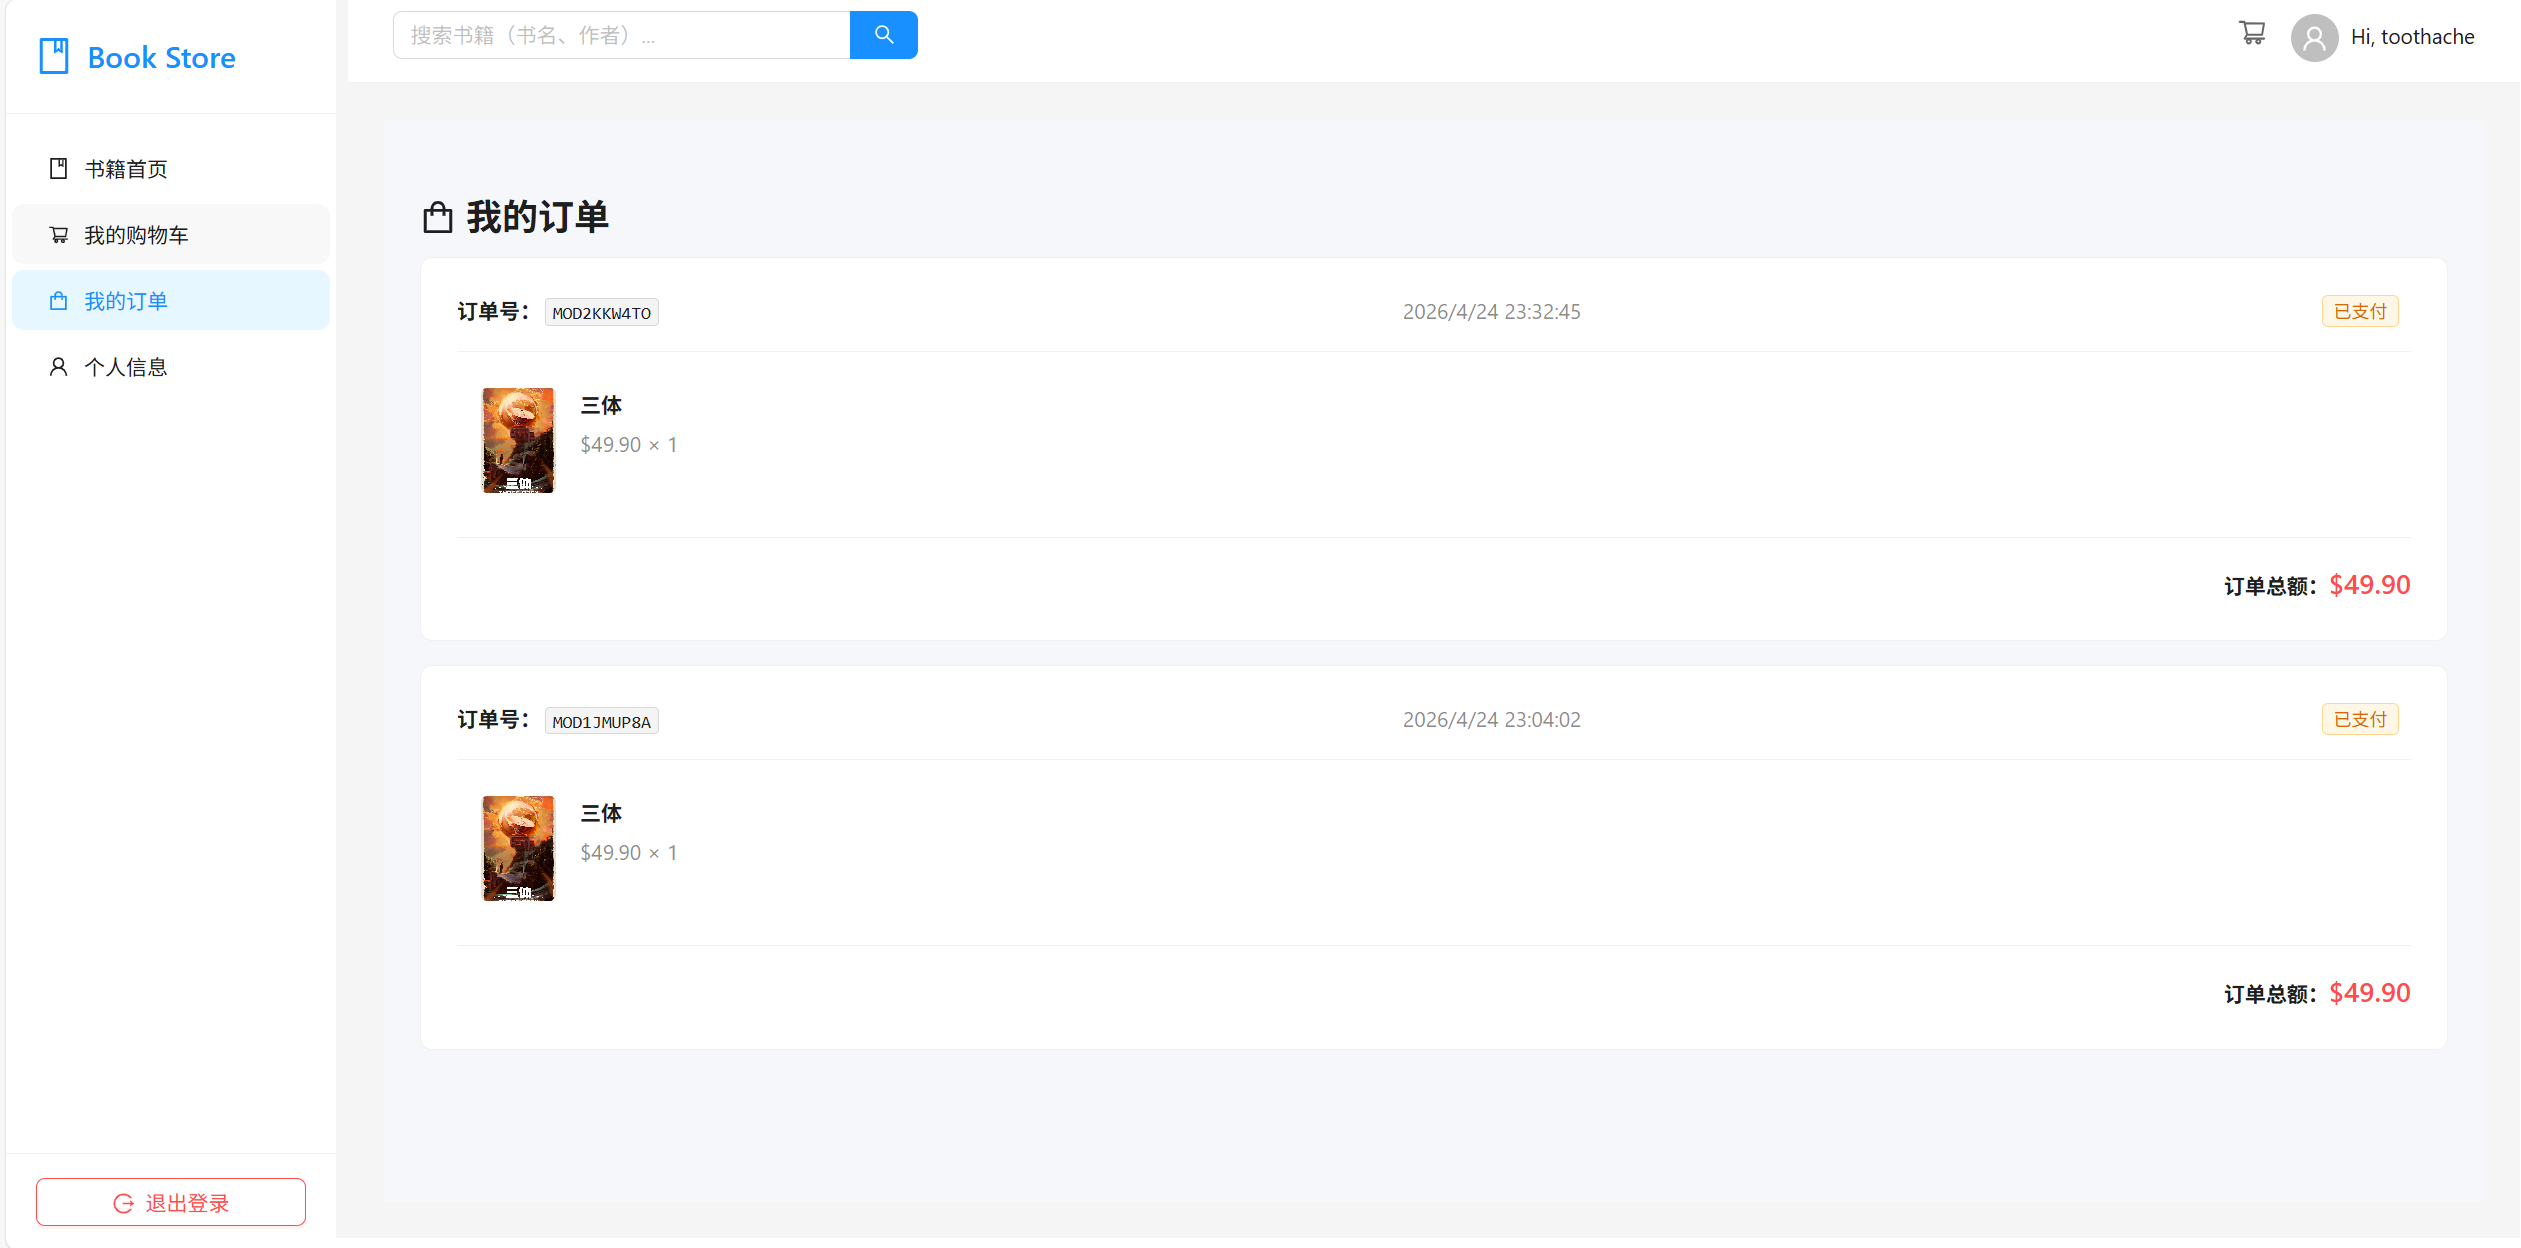 Book Store
搜索书籍（书名、作者）...
Hi, toothache
书籍首页
我的购物车
我的订单
个人信息
退出登录
我的订单
订单号： MOD2KKW4TO
2026/4/24 23:32:45
已支付
三体
三体
$49.90 × 1
订单总额：$49.90
订单号： MOD1JMUP8A
2026/4/24 23:04:02
已支付
三体
三体
$49.90 × 1
订单总额：$49.90